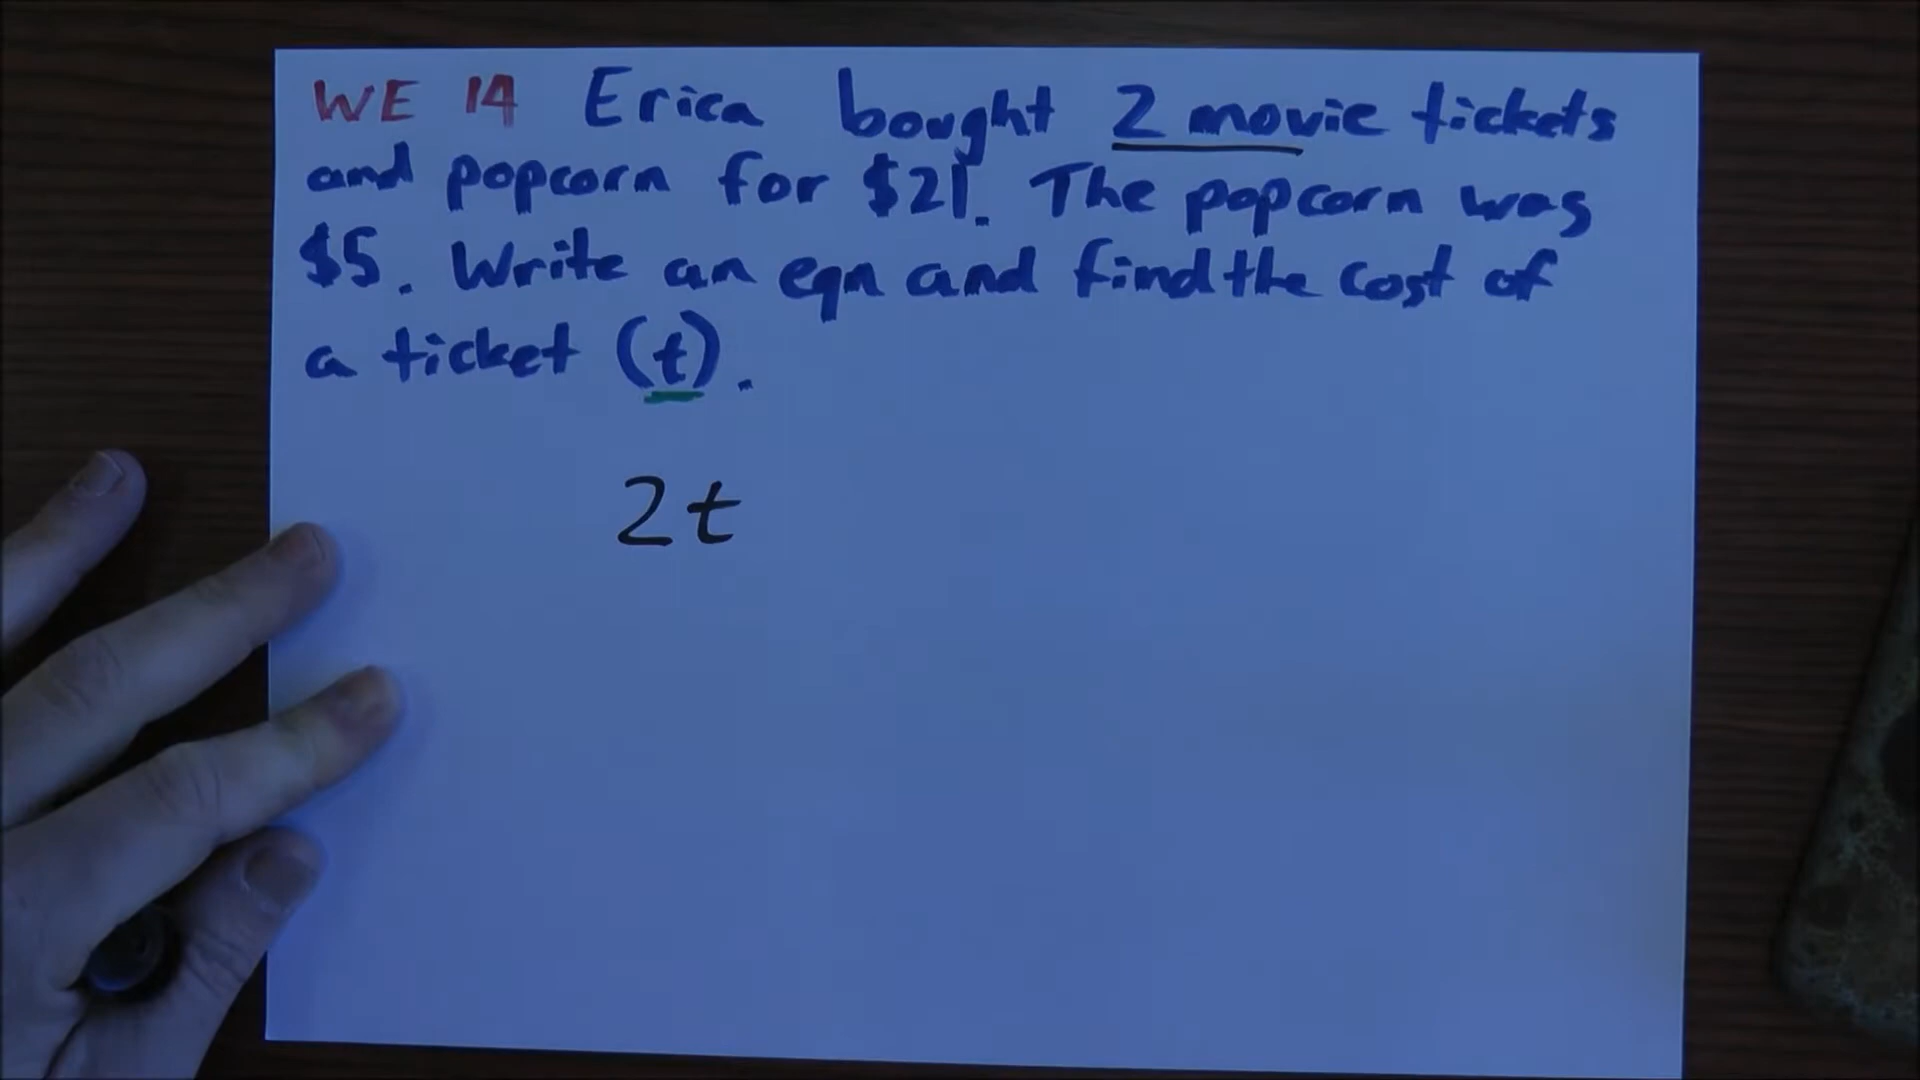 WE 14 Erica bought 2 movie tickets
and popcorn for $21. The popcorn was
$5. Write an eqn and find the cost of
a ticket (t).
2t